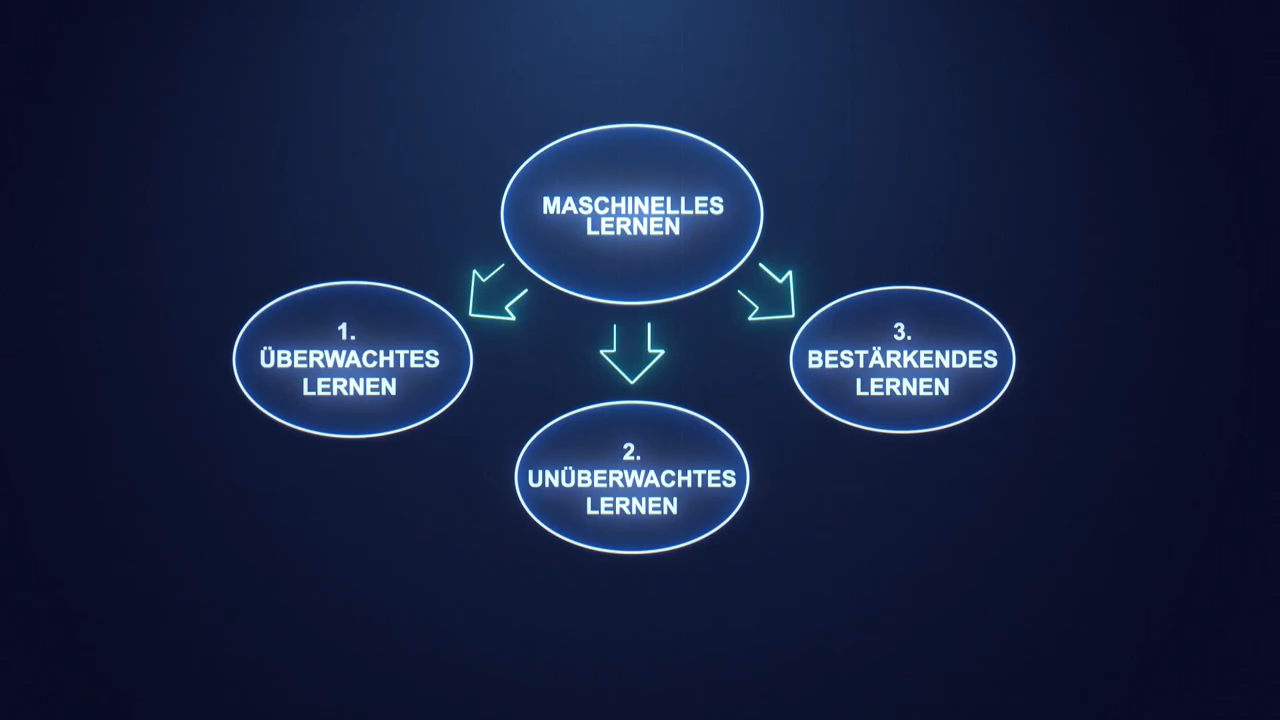 MASCHINELLES
LERNEN
1.
ÜBERWACHTES
LERNEN
2.
UNÜBERWACHTES
LERNEN
3.
BESTÄRKENDES
LERNEN